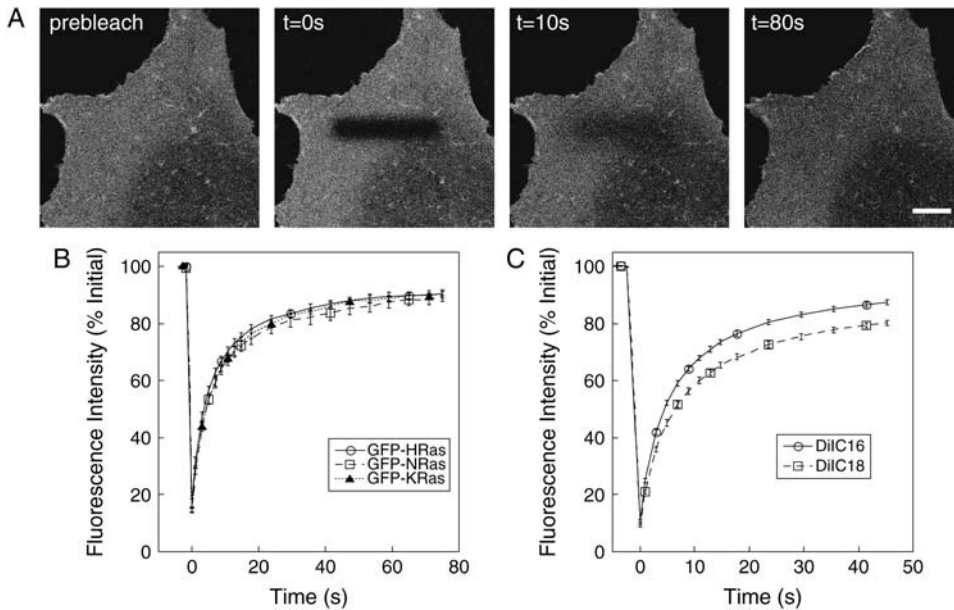 A
prebleach
t=0s
t=10s
t=80s
B
Fluorescence Intensity (% Initial)
100
80
60
40
20
0
0
20
40
60
80
Time (s)
GFP-HRas
GFP-NRas
GFP-KRas
C
Fluorescence Intensity (% Initial)
100
80
60
40
20
0
0
10
20
30
40
50
Time (s)
DiIC16
DiIC18